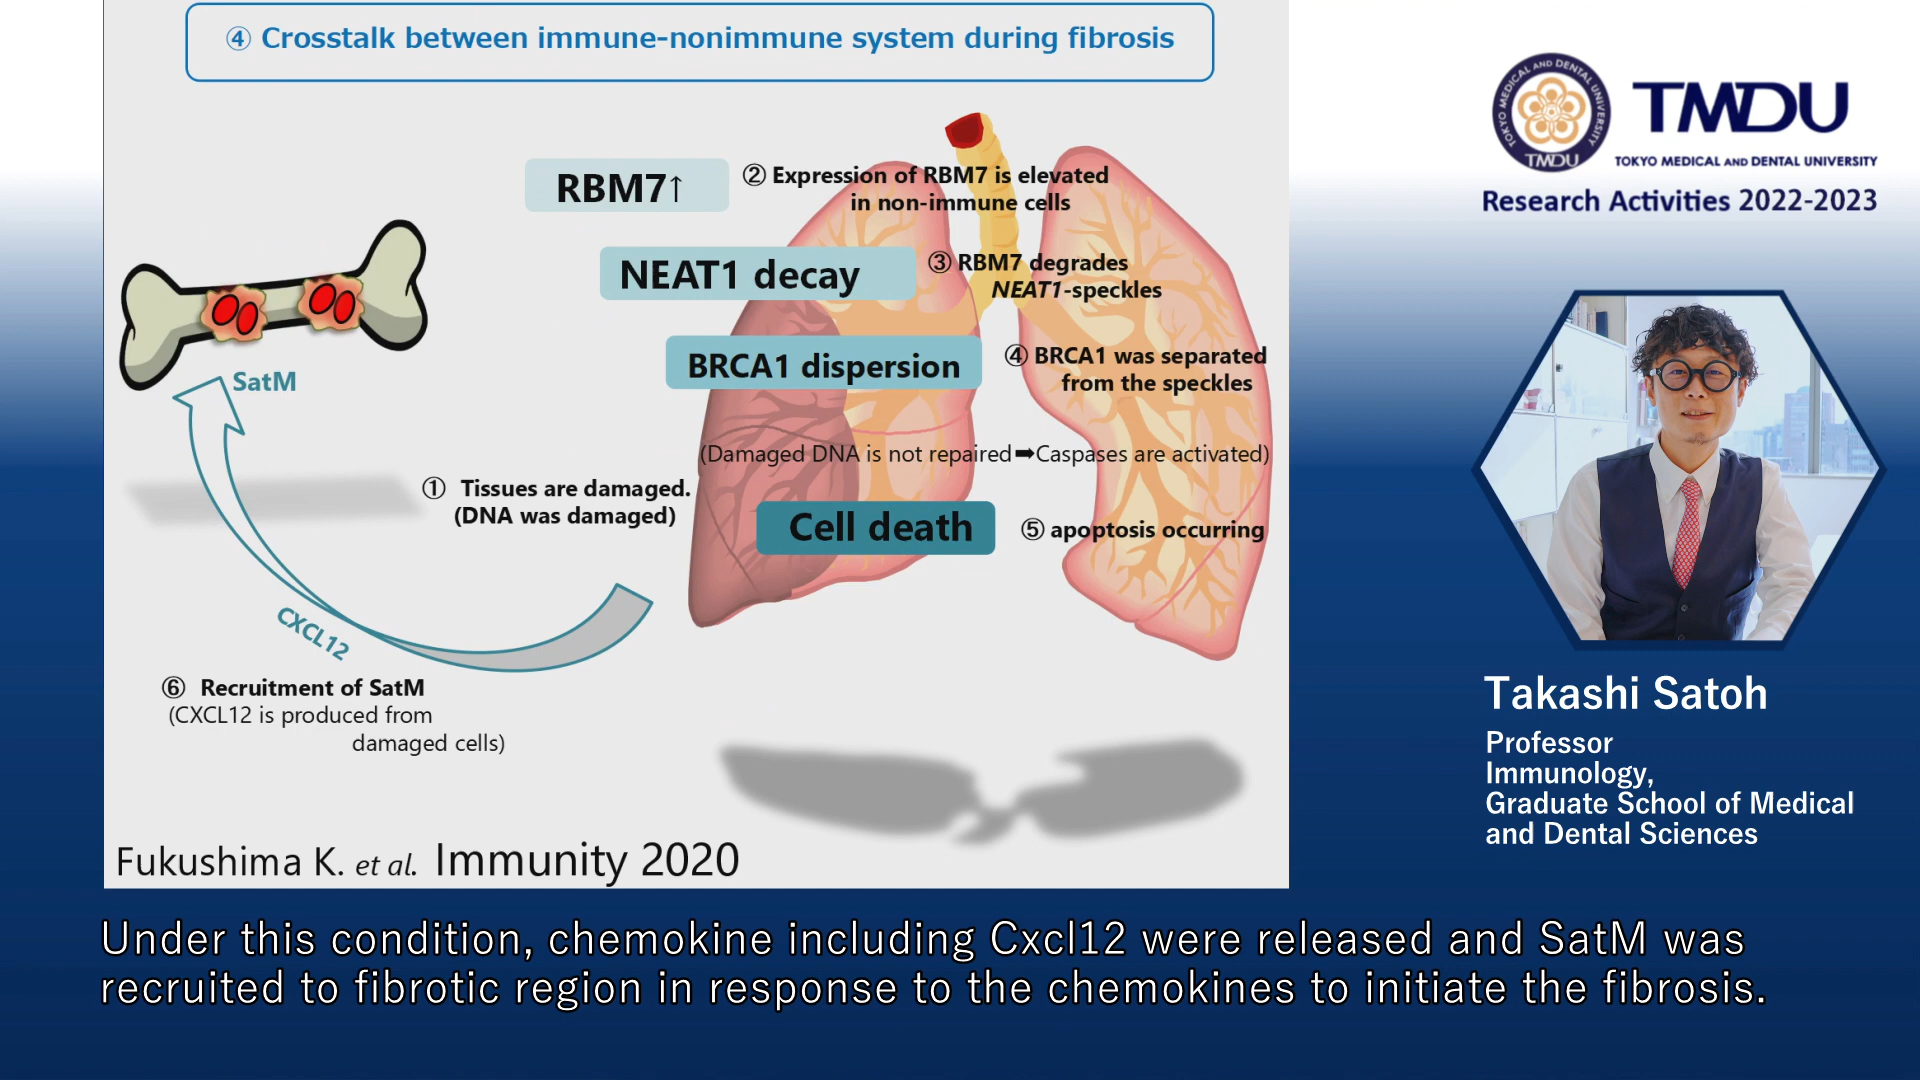 ④ Crosstalk between immune-nonimmune system during fibrosis
RBM7↑
② Expression of RBM7 is elevated
in non-immune cells
NEAT1 decay
③ RBM7 degrades
NEAT1-speckles
BRCA1 dispersion
④ BRCA1 was separated
from the speckles
(Damaged DNA is not repaired➡Caspases are activated)
Cell death
⑤ apoptosis occurring
SatM
① Tissues are damaged.
(DNA was damaged)
CXCL12
⑥ Recruitment of SatM
(CXCL12 is produced from
damaged cells)
Fukushima K. et al. Immunity 2020
TOKYO MEDICAL AND DENTAL UNIVERSITY
TMDU
TMDU
TOKYO MEDICAL AND DENTAL UNIVERSITY
Research Activities 2022-2023
Takashi Satoh
Professor
Immunology,
Graduate School of Medical
and Dental Sciences
Under this condition, chemokine including Cxcl12 were released and SatM was
recruited to fibrotic region in response to the chemokines to initiate the fibrosis.